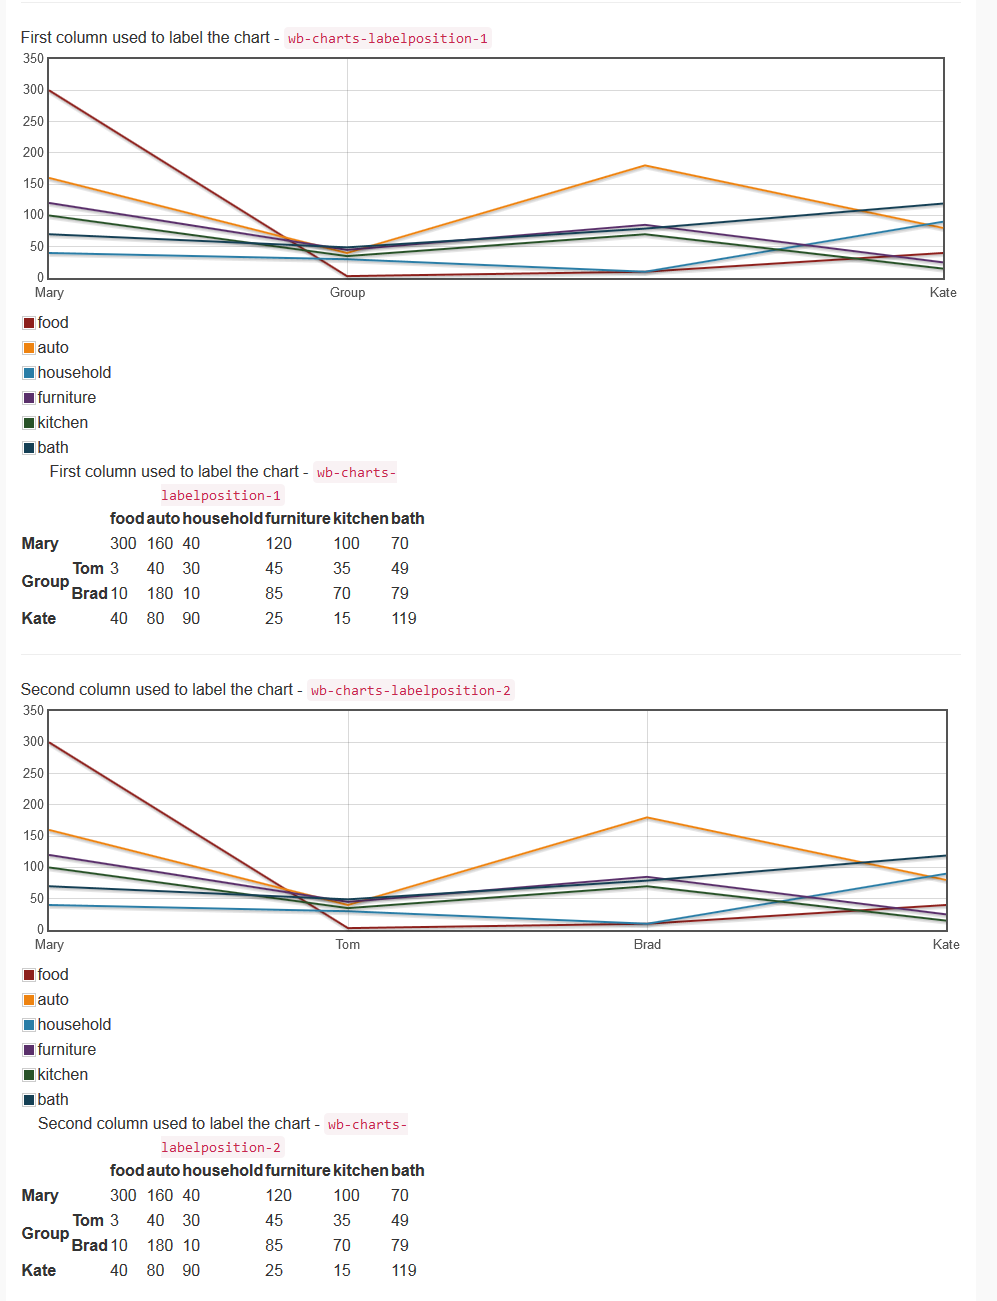 First column used to label the chart - wb-charts-labelposition-1
350
300
250
200
150
100
50
0
Mary Group Kate
food
auto
household
furniture
kitchen
bath
First column used to label the chart - wb-charts-
labelposition-1
food auto household furniture kitchen bath
Mary 300 160 40 120 100 70
Group Tom 3 40 30 45 35 49
Brad 10 180 10 85 70 79
Kate 40 80 90 25 15 119
Second column used to label the chart - wb-charts-labelposition-2
350
300
250
200
150
100
50
0
Mary Tom Brad Kate
food
auto
household
furniture
kitchen
bath
Second column used to label the chart - wb-charts-
labelposition-2
food auto household furniture kitchen bath
Mary 300 160 40 120 100 70
Group Tom 3 40 30 45 35 49
Brad 10 180 10 85 70 79
Kate 40 80 90 25 15 119